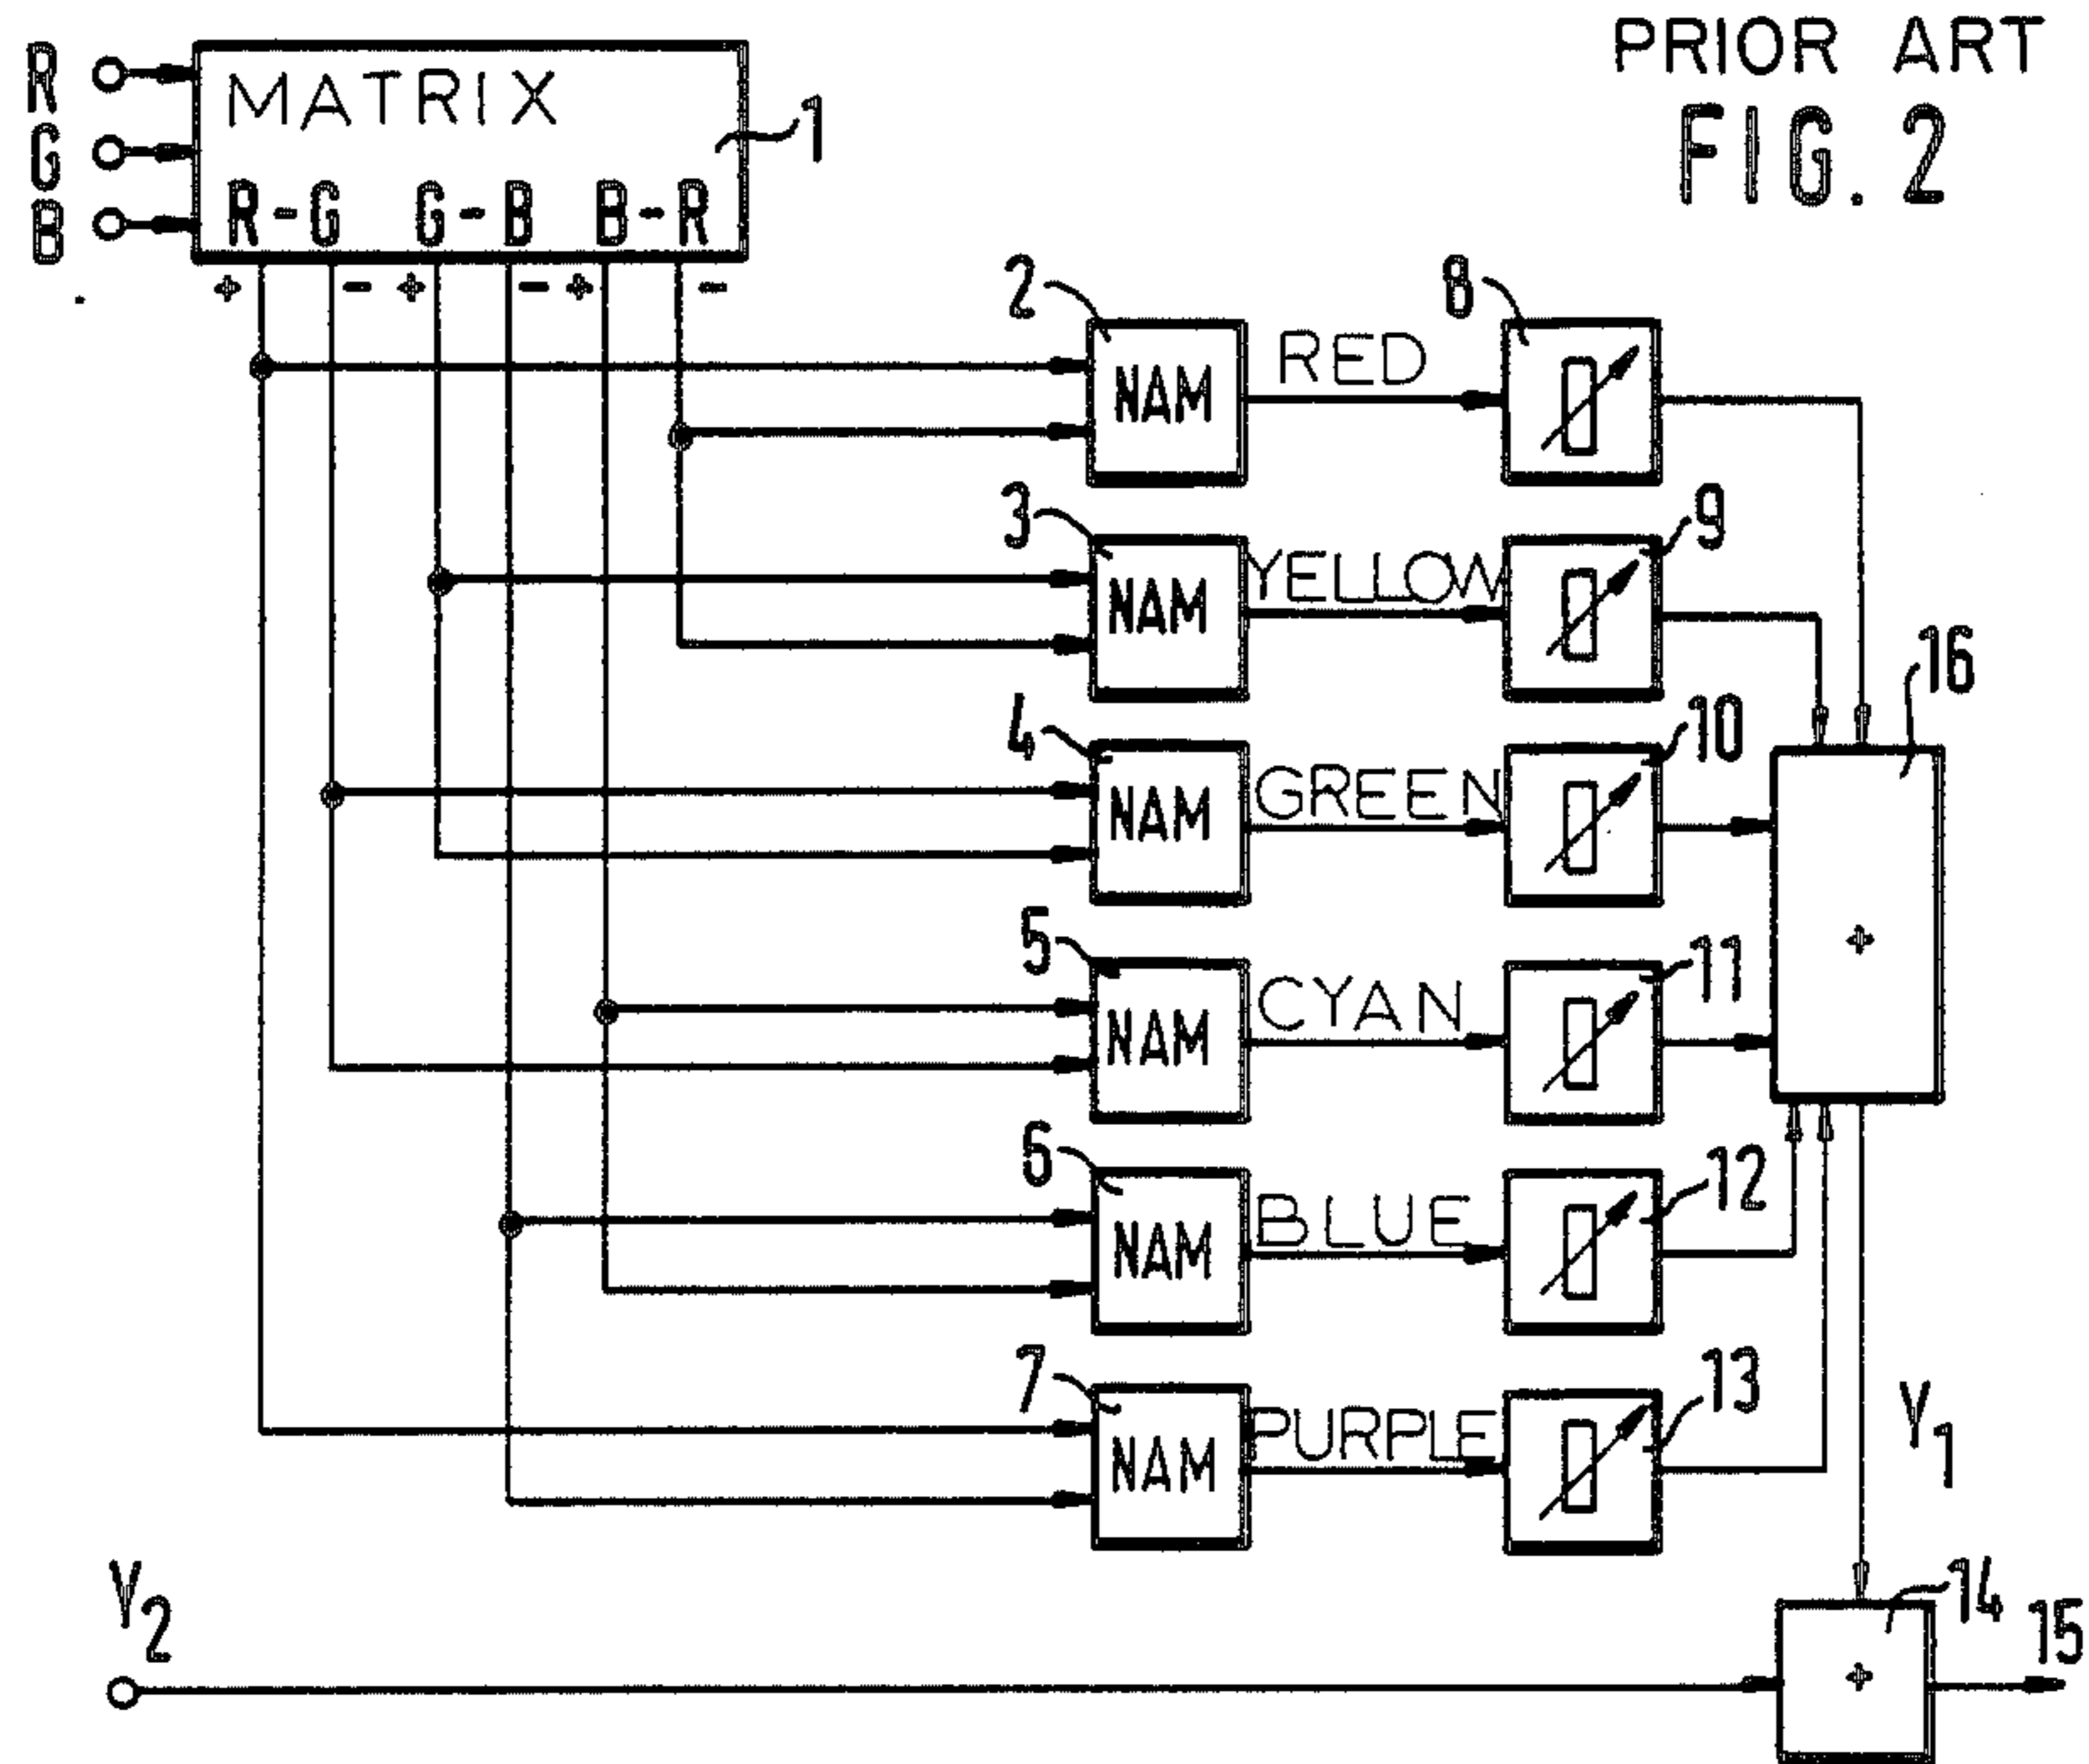 PRIOR ART
FIG. 2
R
G
B
MATRIX
1
R-G G-B B-R
+ - + - + -
2
NAM
RED
8
3
NAM
YELLOW
9
4
NAM
GREEN
10
16
+
5
NAM
CYAN
11
6
NAM
BLUE
12
7
NAM
PURPLE
13
Y1
Y2
14
+
15